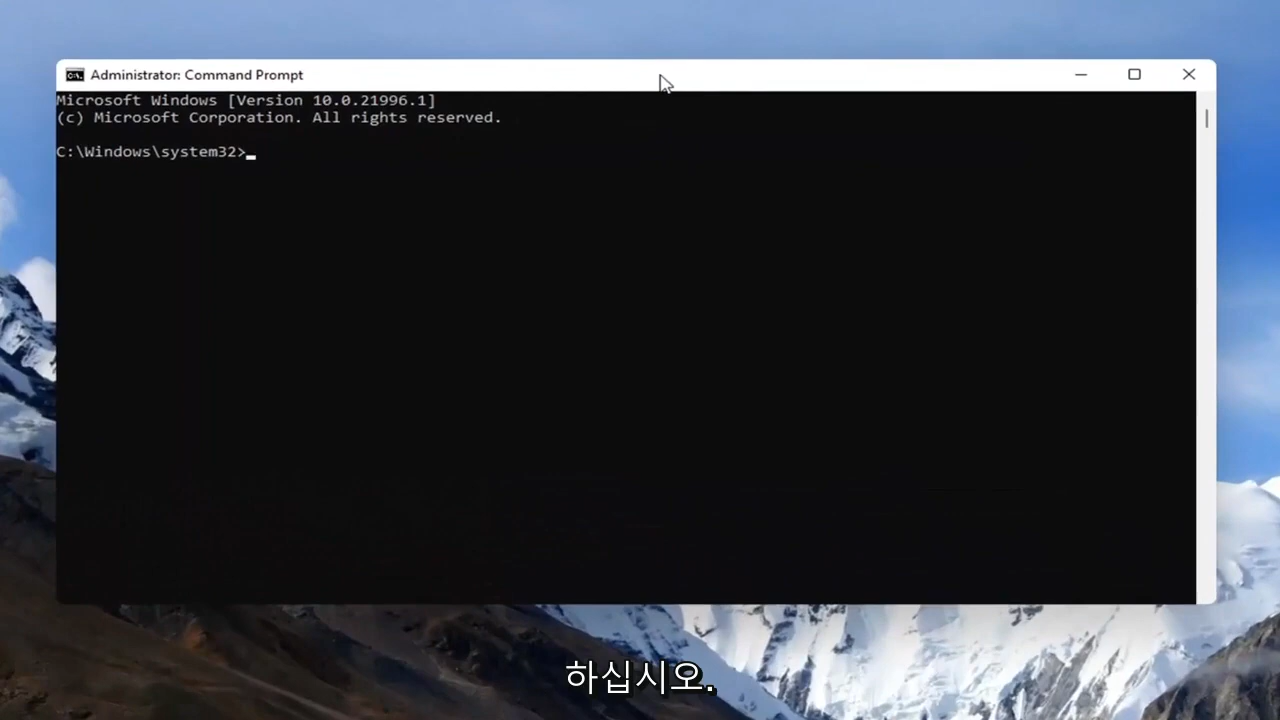 Administrator: Command Prompt
Microsoft Windows [Version 10.0.21996.1]
(c) Microsoft Corporation. All rights reserved.
C:\Windows\system32>
하십시오.